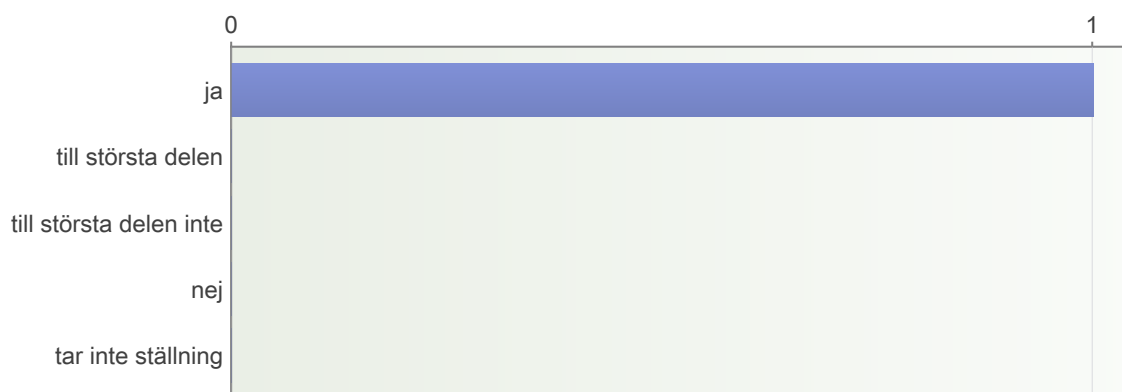 0 1
ja
till största delen
till största delen inte
nej
tar inte ställning